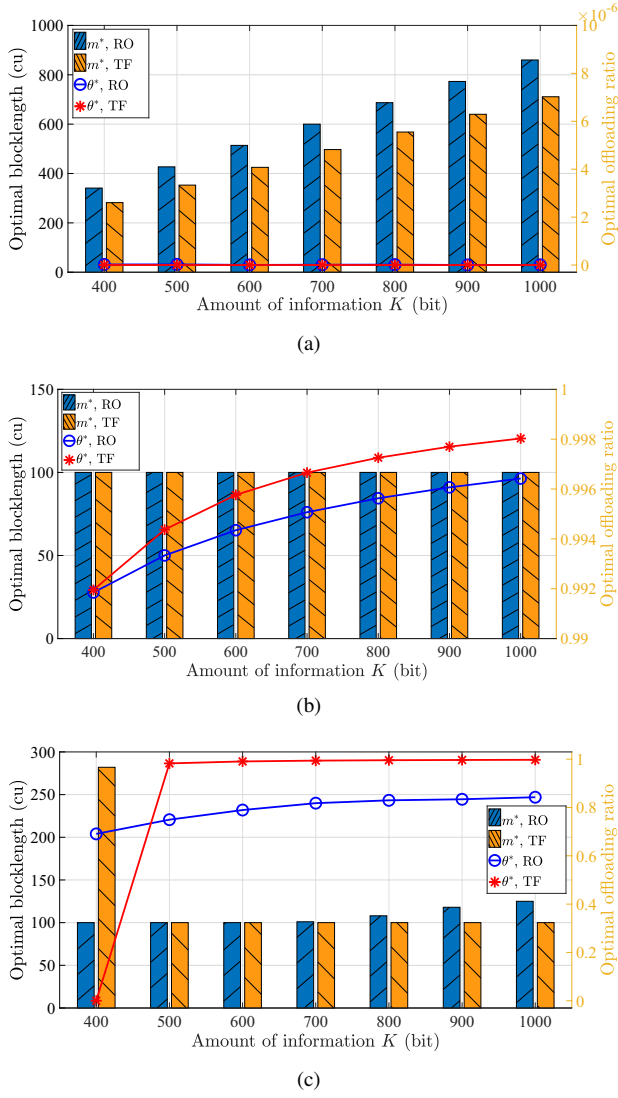 ×10⁻⁶
1000
800
600
400
200
0
10
8
6
4
2
0
Optimal blocklength (cu)
Optimal offloading ratio
m*, RO
m*, TF
θ*, RO
θ*, TF
400 500 600 700 800 900 1000
Amount of information K (bit)
(a)
150
100
50
0
1
0.998
0.996
0.994
0.992
0.99
Optimal blocklength (cu)
Optimal offloading ratio
m*, RO
m*, TF
θ*, RO
θ*, TF
400 500 600 700 800 900 1000
Amount of information K (bit)
(b)
300
250
200
150
100
50
0
1
0.8
0.6
0.4
0.2
0
Optimal blocklength (cu)
Optimal offloading ratio
m*, RO
m*, TF
θ*, RO
θ*, TF
400 500 600 700 800 900 1000
Amount of information K (bit)
(c)